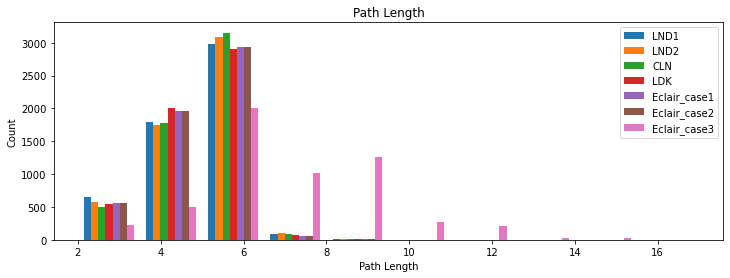 Path Length
3000
2500
2000
1500
1000
500
0
Count
LND1
LND2
CLN
LDK
Eclair_case1
Eclair_case2
Eclair_case3
2 4 6 8 10 12 14 16
Path Length